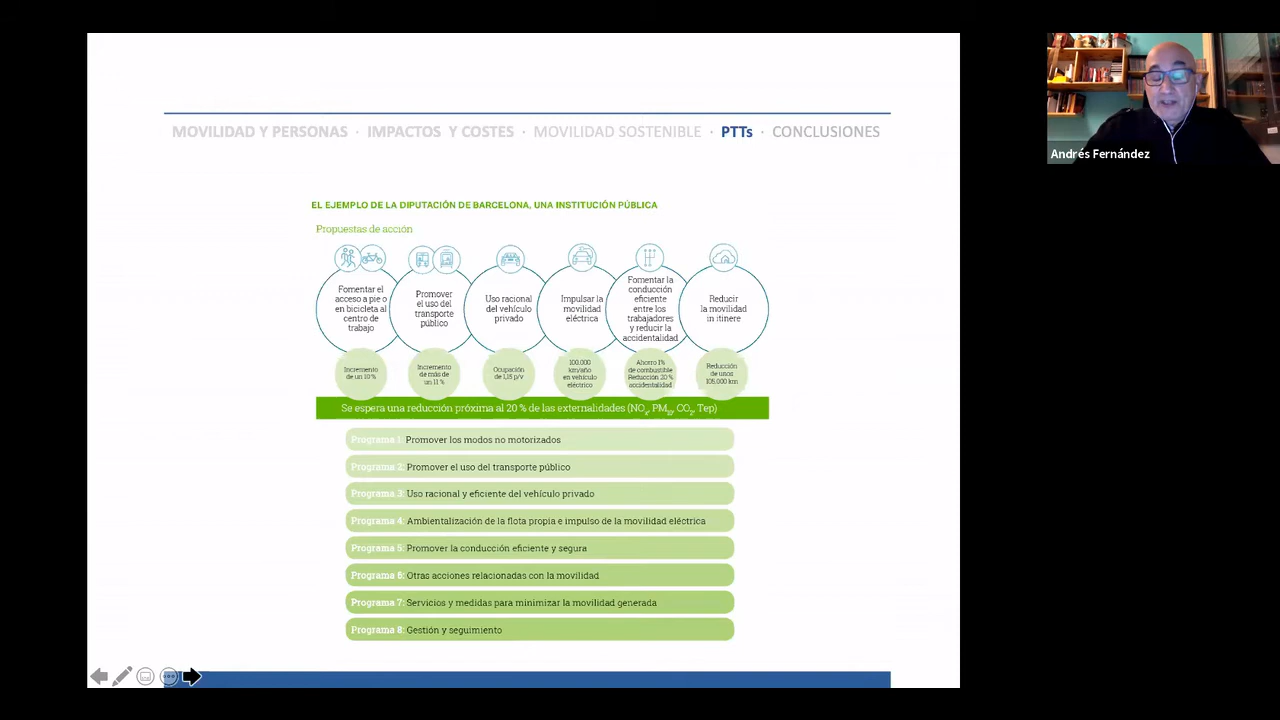 MOVILIDAD Y PERSONAS · IMPACTOS Y COSTES · MOVILIDAD SOSTENIBLE · PTTs · CONCLUSIONES
Andrés Fernández
EL EJEMPLO DE LA DIPUTACIÓN DE BARCELONA, UNA INSTITUCIÓN PÚBLICA
Propuestas de acción
Fomentar el
acceso a pie o
en bicicleta al
centro de
trabajo
Promover
el uso del
transporte
público
Uso racional
del vehículo
privado
Impulsar la
movilidad
eléctrica
Fomentar la
conducción
eficiente
entre los
trabajadores
y reducir la
accidentalidad
Reducir
la movilidad
in itinere
Incremento
de un 10 %
Incremento
de más de
un 11 %
Ocupación
de 1,15 p/v
100.000
km/año
en vehículo
eléctrico
Ahorro 1%
de combustible
Reducción 20 %
accidentalidad
Reducción
de unos
105.000 km
Se espera una reducción próxima al 20 % de las externalidades (NOx, PM10, CO2, Tep)
Programa 1: Promover los modos no motorizados
Programa 2: Promover el uso del transporte público
Programa 3: Uso racional y eficiente del vehículo privado
Programa 4: Ambientalización de la flota propia e impulso de la movilidad eléctrica
Programa 5: Promover la conducción eficiente y segura
Programa 6: Otras acciones relacionadas con la movilidad
Programa 7: Servicios y medidas para minimizar la movilidad generada
Programa 8: Gestión y seguimiento